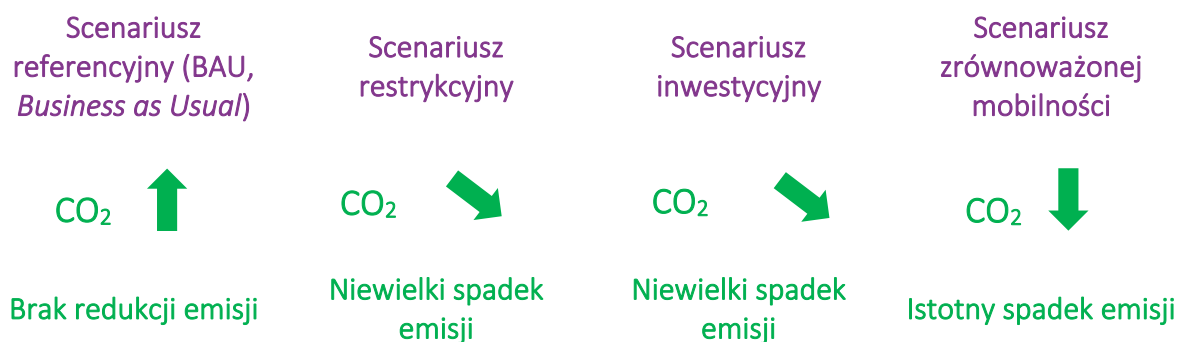 Scenariusz
referencyjny (BAU,
Business as Usual)
Scenariusz
restrykcyjny
Scenariusz
inwestycyjny
Scenariusz
zrównoważonej
mobilności
CO₂
CO₂
CO₂
CO₂
Brak redukcji emisji
Niewielki spadek
emisji
Niewielki spadek
emisji
Istotny spadek emisji